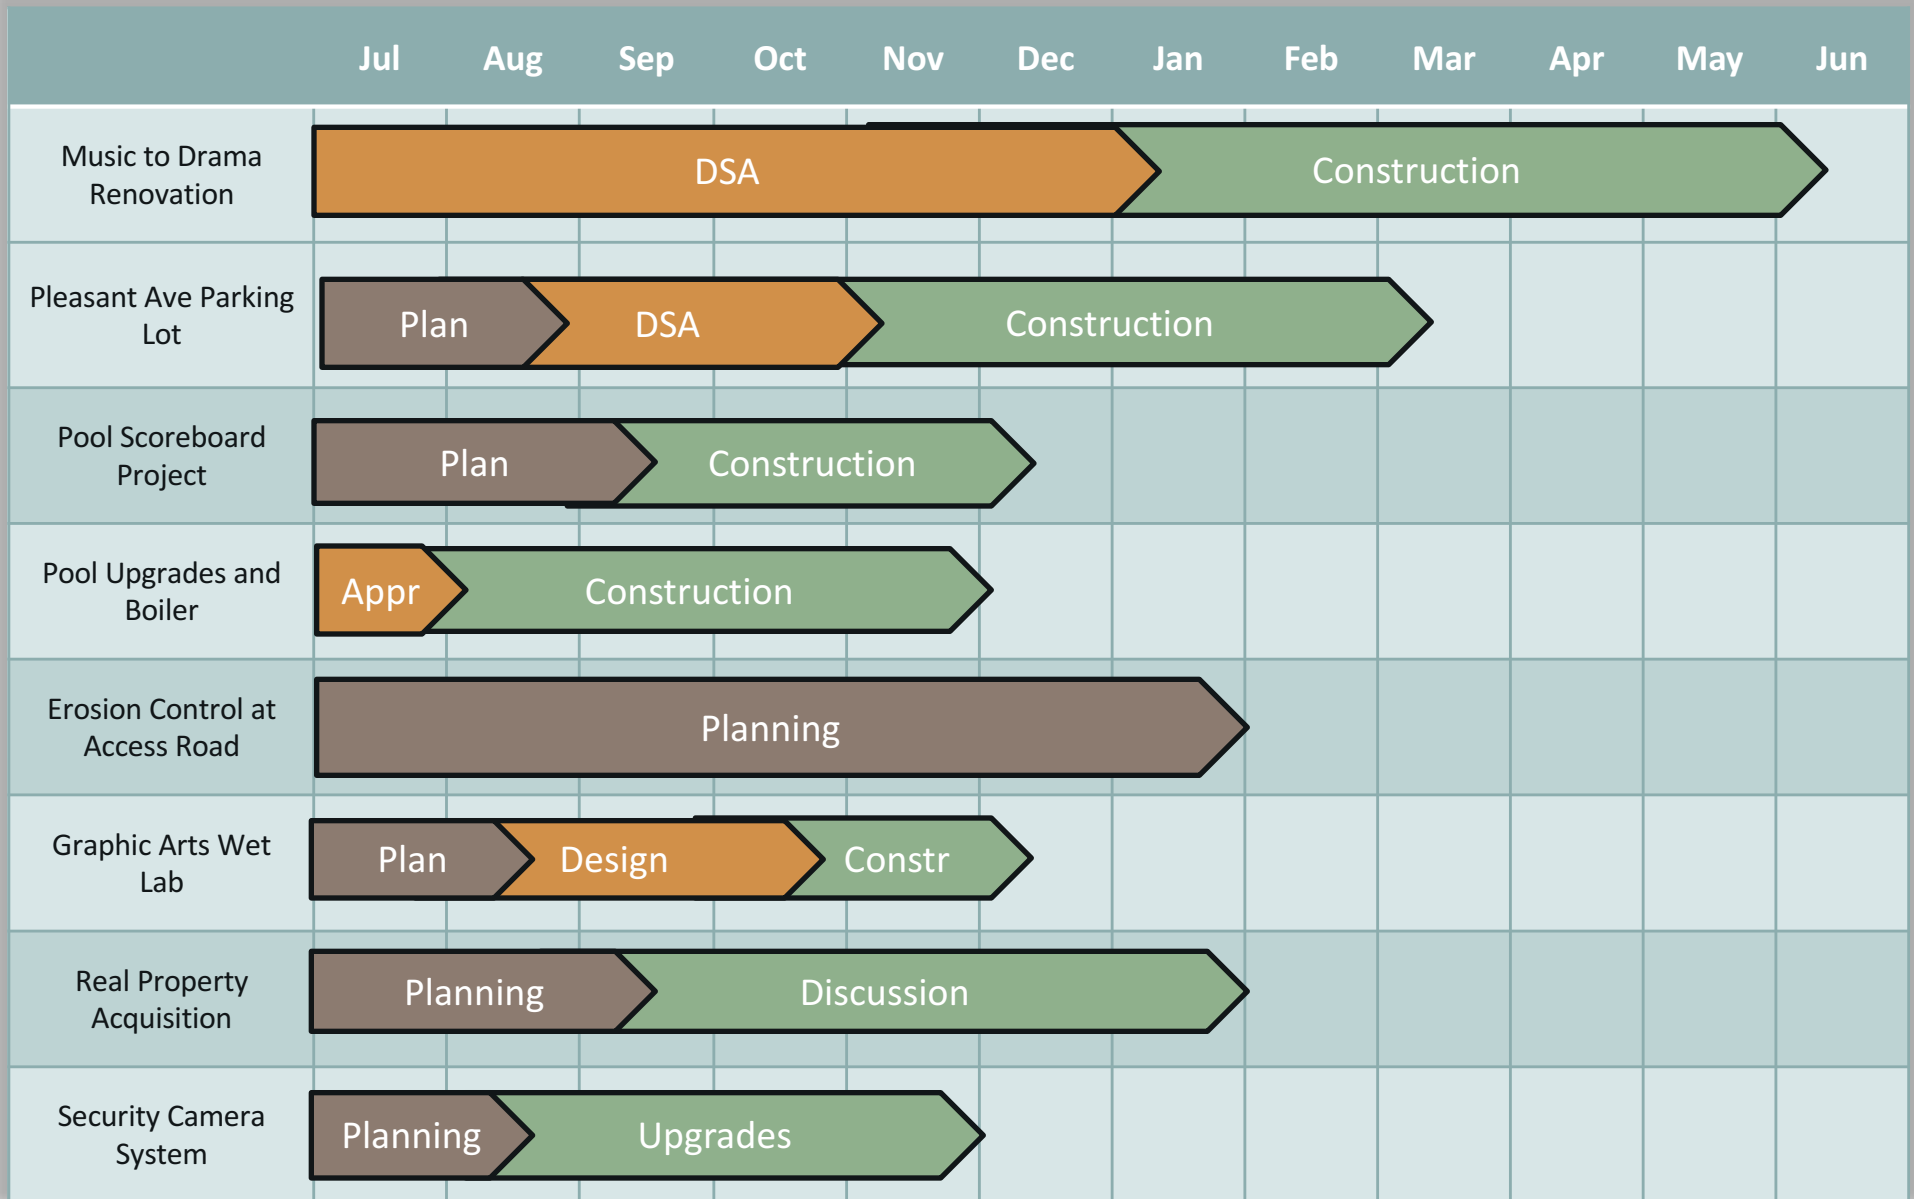 Jul Aug Sep Oct Nov Dec Jan Feb Mar Apr May Jun
Music to Drama
Renovation
DSA Construction
Pleasant Ave Parking
Lot
Plan DSA Construction
Pool Scoreboard
Project
Plan Construction
Pool Upgrades and
Boiler
Appr Construction
Erosion Control at
Access Road
Planning
Graphic Arts Wet
Lab
Plan Design Constr
Real Property
Acquisition
Planning Discussion
Security Camera
System
Planning Upgrades